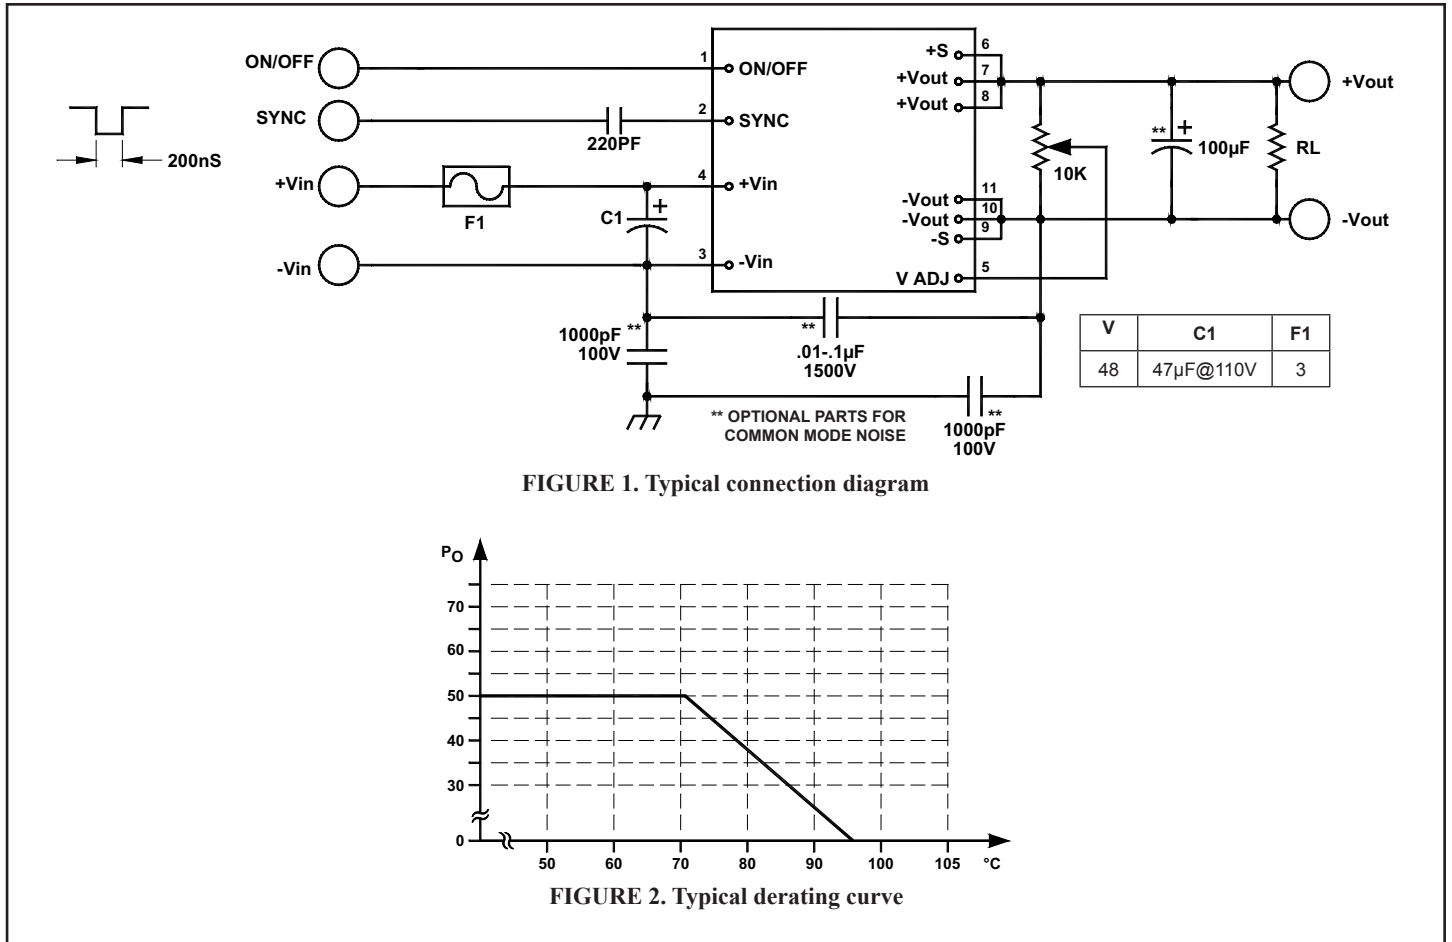 ON/OFF
SYNC
200nS
+Vin
-Vin
220PF
F1
C1
+
1
2
4
3
ON/OFF
SYNC
+Vin
-Vin
+S
+Vout
+Vout
-Vout
-Vout
-S
V ADJ
6
7
8
11
10
9
5
10K
** +
100µF
RL
+Vout
-Vout
1000pF **
100V
**
.01-.1µF
1500V
** OPTIONAL PARTS FOR
COMMON MODE NOISE
**
1000pF
100V
V C1 F1
48 47µF@110V 3
FIGURE 1. Typical connection diagram
PO
70
60
50
40
30
0
50 60 70 80 90 100 105 °C
FIGURE 2. Typical derating curve